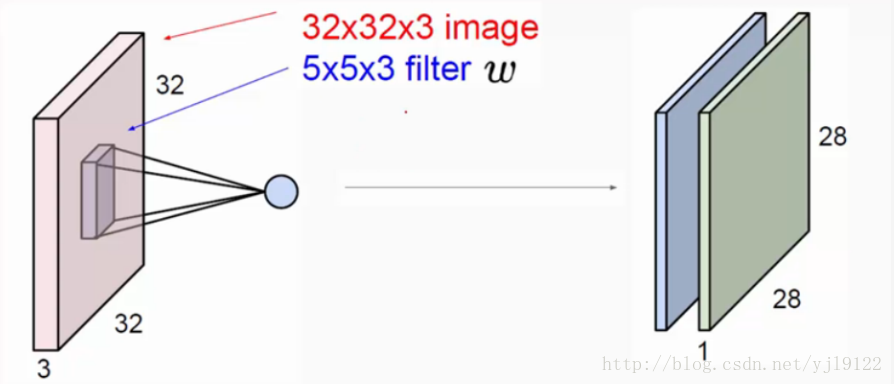 32x32x3 image
5x5x3 filter w
32
32
3
28
28
1
http://blog.csdn.net/yjl9122